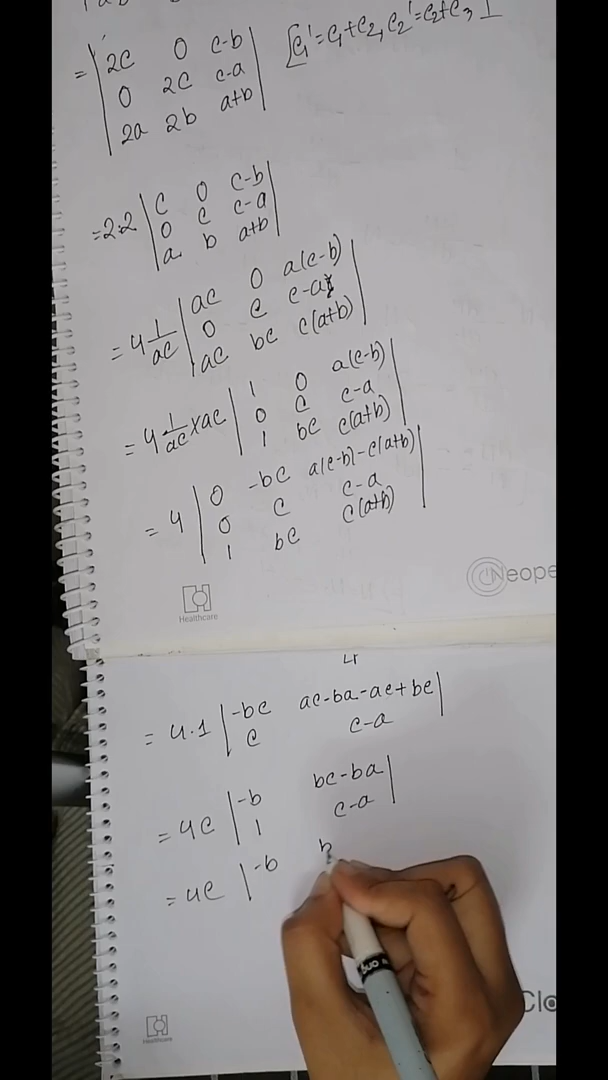 = | 2C 0 c-b | [C₁'=C₁+C₂, C₂'=C₂+C₃]
| 0 2C c-a |
| 2a 2b a+b |
=2·2 | c 0 c-b |
| 0 c c-a |
| a b a+b |
= 4 1/ac | ac 0 a(c-b) |
| 0 c c-a |
| ac bc c(a+b) |
= 4 1/ac ×ac | 1 0 a(c-b) |
| 0 c c-a |
| 1 bc c(a+b) |
= 4 | 0 -bc a(c-b)-c(a+b) |
| 0 c c-a |
| 1 bc c(a+b) |
Healthcare
Neope
= 4·1 | -bc ac-ba-ac+bc |
| c c-a |
= 4c | -b bc-ba |
| 1 c-a |
= 4c | -b b
Healthcare
Clo